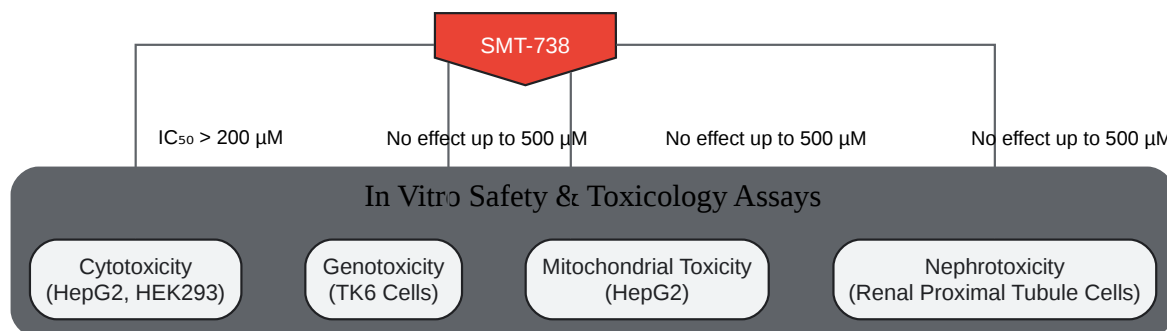 SMT-738
IC₅₀ > 200 µM
No effect up to 500 µM
No effect up to 500 µM
No effect up to 500 µM
In Vitro Safety & Toxicology Assays
Cytotoxicity
(HepG2, HEK293)
Genotoxicity
(TK6 Cells)
Mitochondrial Toxicity
(HepG2)
Nephrotoxicity
(Renal Proximal Tubule Cells)